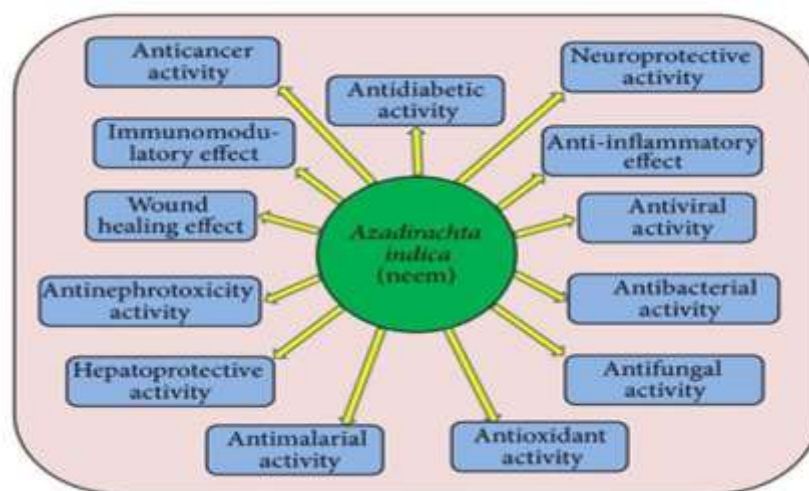 Anticancer
activity
Antidiabetic
activity
Neuroprotective
activity
Immunomodu-
latory effect
Anti-inflammatory
effect
Wound
healing effect
Azadirachta
indica
(neem)
Antiviral
activity
Antinephrotoxicity
activity
Antibacterial
activity
Hepatoprotective
activity
Antifungal
activity
Antimalarial
activity
Antioxidant
activity